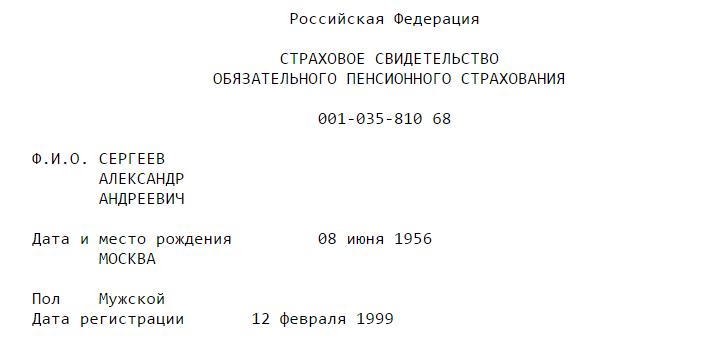 Российская Федерация
СТРАХОВОЕ СВИДЕТЕЛЬСТВО
ОБЯЗАТЕЛЬНОГО ПЕНСИОННОГО СТРАХОВАНИЯ
001-035-810 68
Ф.И.О. СЕРГЕЕВ
АЛЕКСАНДР
АНДРЕЕВИЧ
Дата и место рождения 08 июня 1956
МОСКВА
Пол Мужской
Дата регистрации 12 февраля 1999